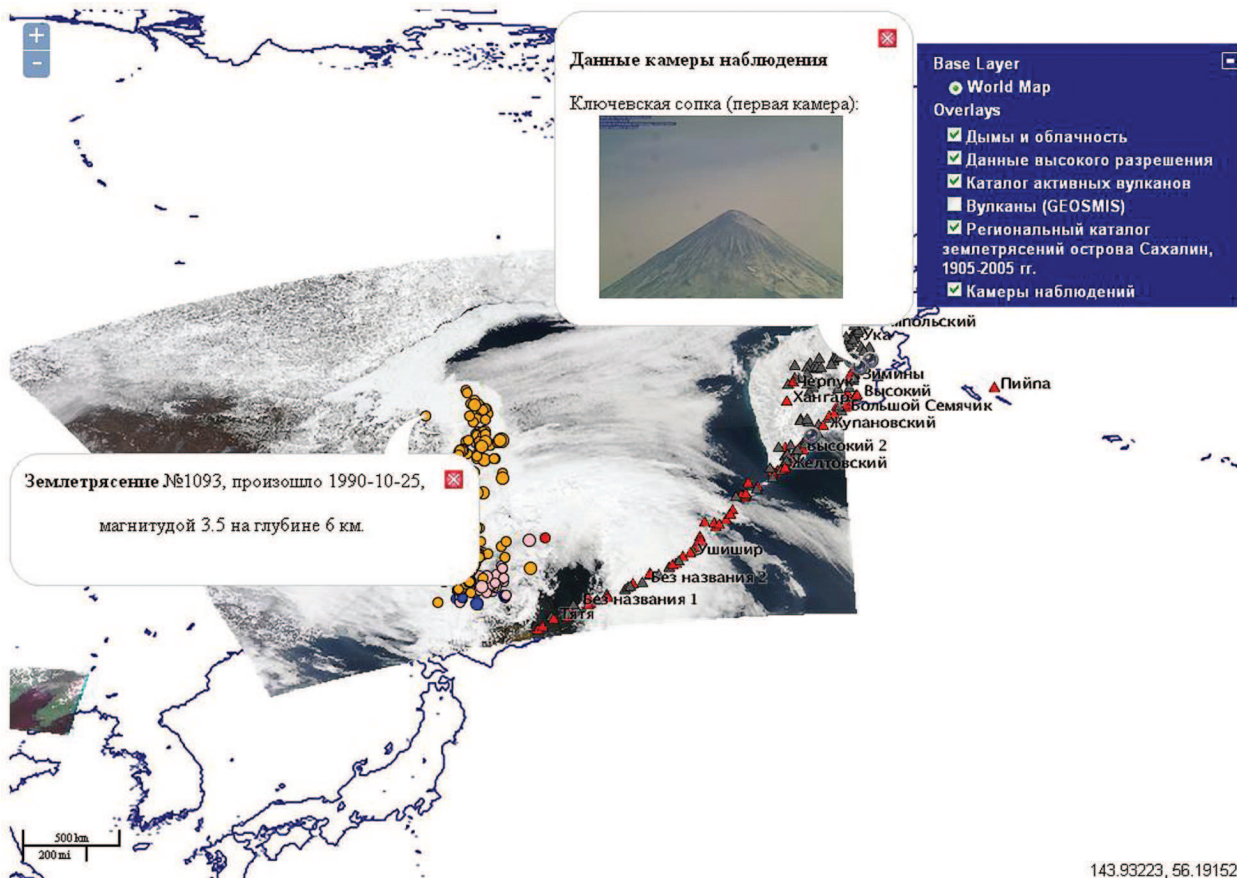 +
-
Данные камеры наблюдения
Ключевская сопка (первая камера):
Base Layer
World Map
Overlays
Дымы и облачность
Данные высокого разрешения
Каталог активных вулканов
Вулканы (GEOSMIS)
Региональный каталог
землетрясений острова Сахалин,
1905-2005 гг.
Камеры наблюдений
Ука
Зимины
Черпук
Пийпа
Высокий
Хангар
Большой Семячик
Жупановский
Высокий 2
Желтовский
Землетрясение №1093, произошло 1990-10-25,
магнитудой 3.5 на глубине 6 км.
Ушишир
Без названия 2
Без названия 1
Тятя
500 km
200 mi
143.93223, 56.19152